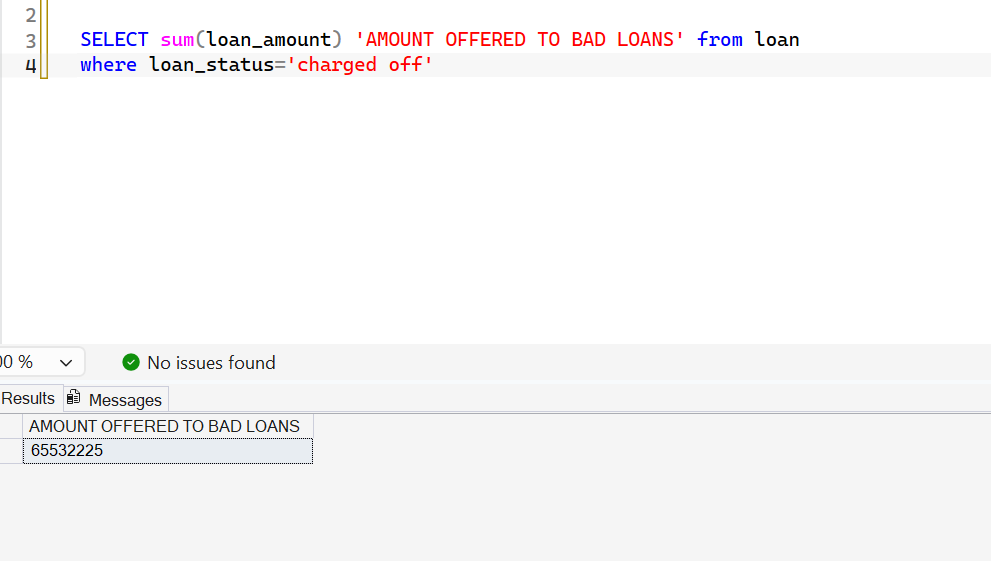 2
3 SELECT sum(loan_amount) 'AMOUNT OFFERED TO BAD LOANS' from loan
4 where loan_status='charged off'
00 % No issues found
Results Messages
AMOUNT OFFERED TO BAD LOANS
65532225